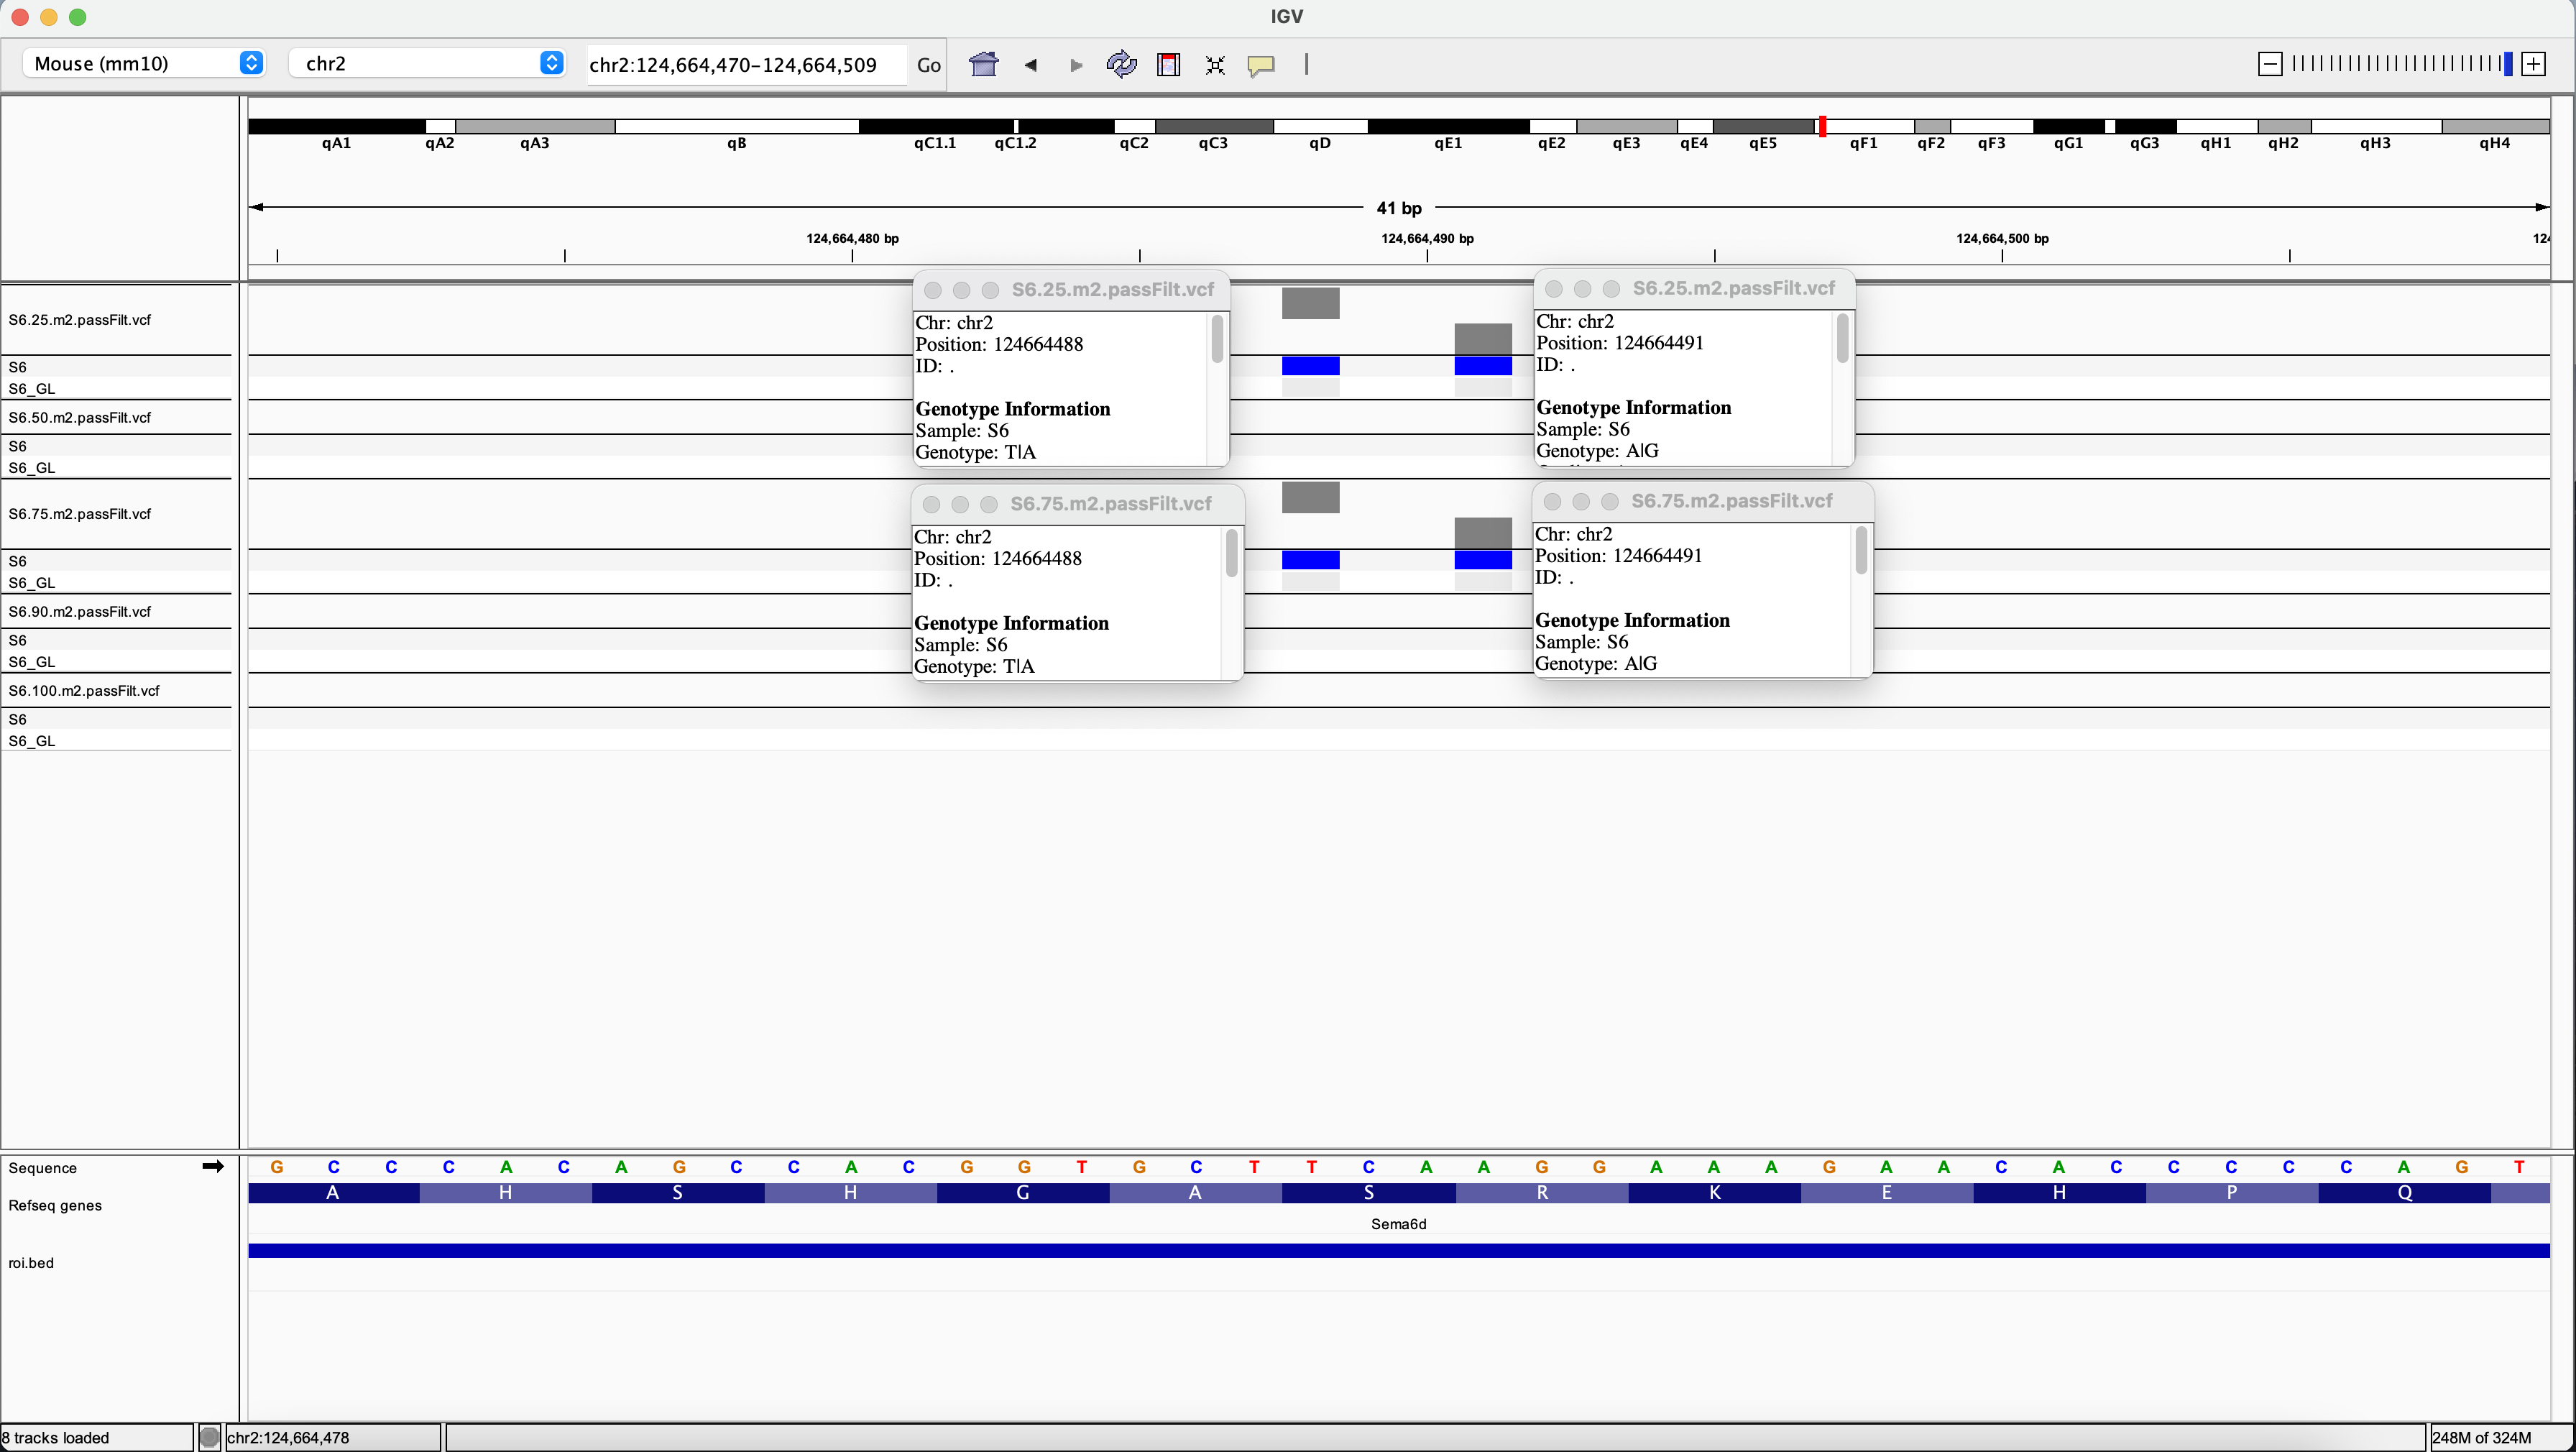 IGV
Mouse (mm10)
chr2
chr2:124,664,470-124,664,509
Go
qA1 qA2 qA3 qB qC1.1 qC1.2 qC2 qC3 qD qE1 qE2 qE3 qE4 qE5 qF1 qF2 qF3 qG1 qG3 qH1 qH2 qH3 qH4
41 bp
124,664,480 bp 124,664,490 bp 124,664,500 bp 124
S6.25.m2.passFilt.vcf
S6
S6_GL
S6.50.m2.passFilt.vcf
S6
S6_GL
S6.75.m2.passFilt.vcf
S6
S6_GL
S6.90.m2.passFilt.vcf
S6
S6_GL
S6.100.m2.passFilt.vcf
S6
S6_GL
S6.25.m2.passFilt.vcf
Chr: chr2
Position: 124664488
ID: .
Genotype Information
Sample: S6
Genotype: T|A
S6.25.m2.passFilt.vcf
Chr: chr2
Position: 124664491
ID: .
Genotype Information
Sample: S6
Genotype: A|G
S6.75.m2.passFilt.vcf
Chr: chr2
Position: 124664488
ID: .
Genotype Information
Sample: S6
Genotype: T|A
S6.75.m2.passFilt.vcf
Chr: chr2
Position: 124664491
ID: .
Genotype Information
Sample: S6
Genotype: A|G
Sequence
G C C C A C A G C C A C G G T G C T T C A A G G A A A G A A C A C C C C A G T
Refseq genes
A H S H G A S R K E H P Q
Sema6d
roi.bed
8 tracks loaded
chr2:124,664,478
248M of 324M